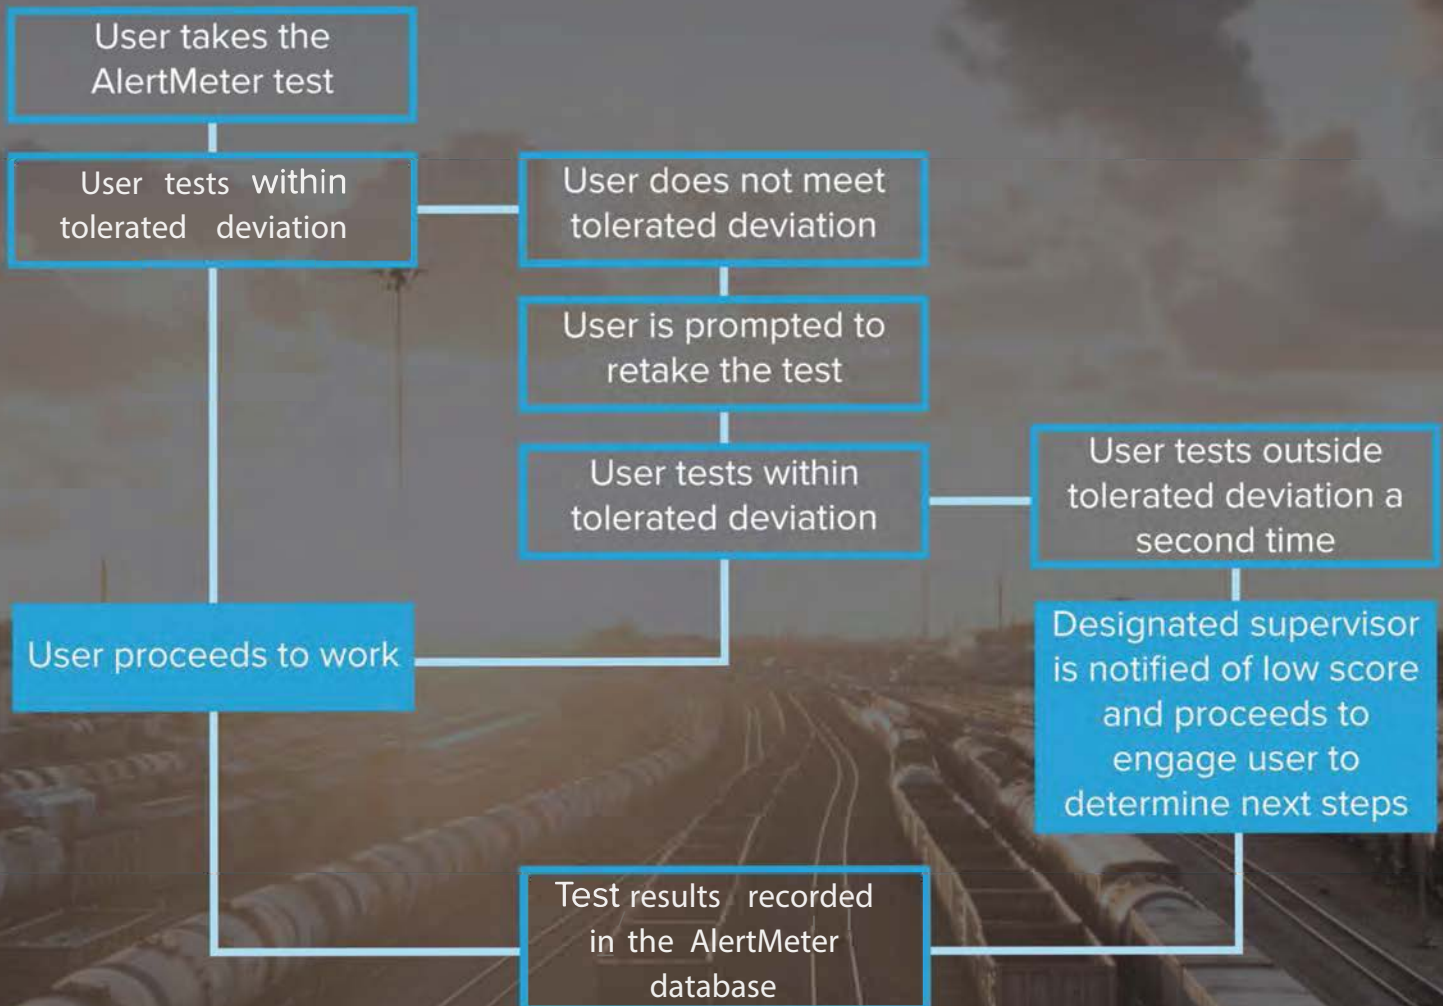 User takes the
AlertMeter test
User tests within
tolerated deviation
User does not meet
tolerated deviation
User is prompted to
retake the test
User tests within
tolerated deviation
User tests outside
tolerated deviation a
second time
User proceeds to work
Designated supervisor
is notified of low score
and proceeds to
engage user to
determine next steps
Test results recorded
in the AlertMeter
database